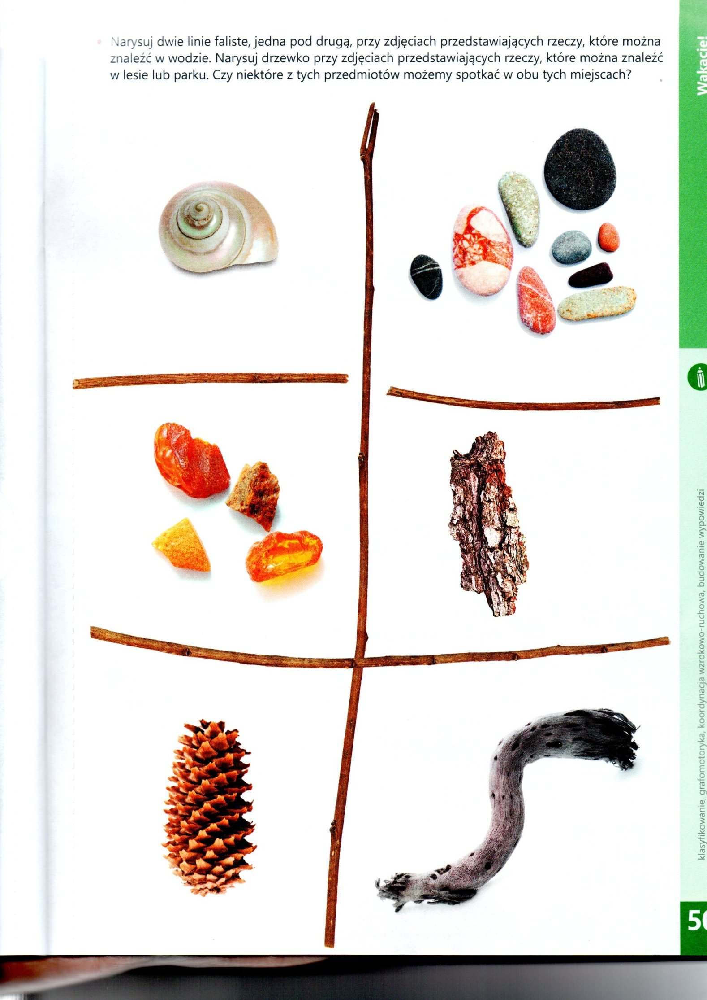 Narysuj dwie linie faliste, jedna pod drugą, przy zdjęciach przedstawiających rzeczy, które można
znaleźć w wodzie. Narysuj drzewko przy zdjęciach przedstawiających rzeczy, które można znaleźć
w lesie lub parku. Czy niektóre z tych przedmiotów możemy spotkać w obu tych miejscach?
Wakacje!
klasyfikowanie, grafomotoryka, koordynacja wzrokowo-ruchowa, budowanie wypowiedzi